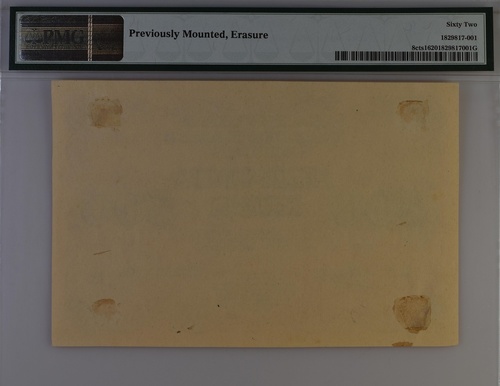 PMG
Previously Mounted, Erasure
Sixty Two
1829817-001
8cts16201829817001G